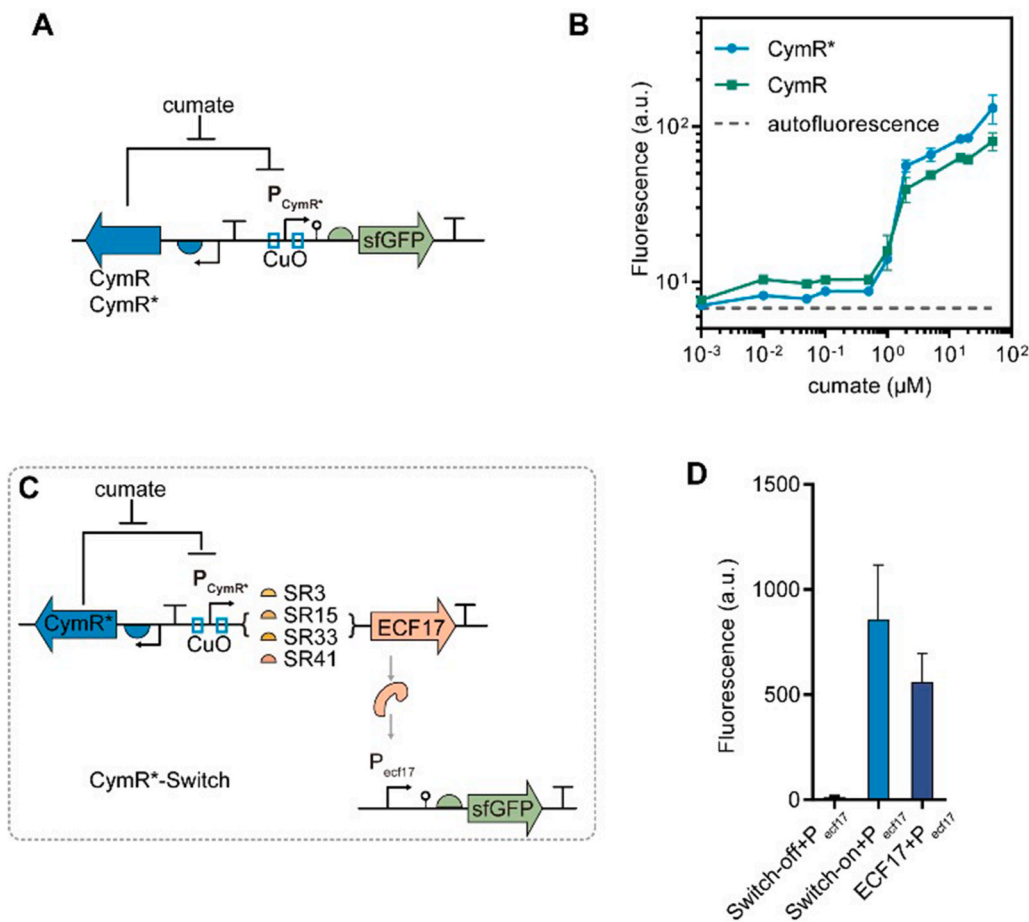 A
cumate
P CymR*
CuO
sfGFP
CymR
CymR*
B
Fluorescence (a.u.)
CymR*
CymR
autofluorescence
10²
10¹
10⁻³ 10⁻² 10⁻¹ 10⁰ 10¹ 10²
cumate (µM)
C
cumate
P CymR*
CymR*
CuO
SR3
SR15
SR33
SR41
ECF17
P ecf17
CymR*-Switch
sfGFP
D
Fluorescence (a.u.)
1500
1000
500
0
Switch-off+P ecf17
Switch-on+P ecf17
ECF17+P ecf17